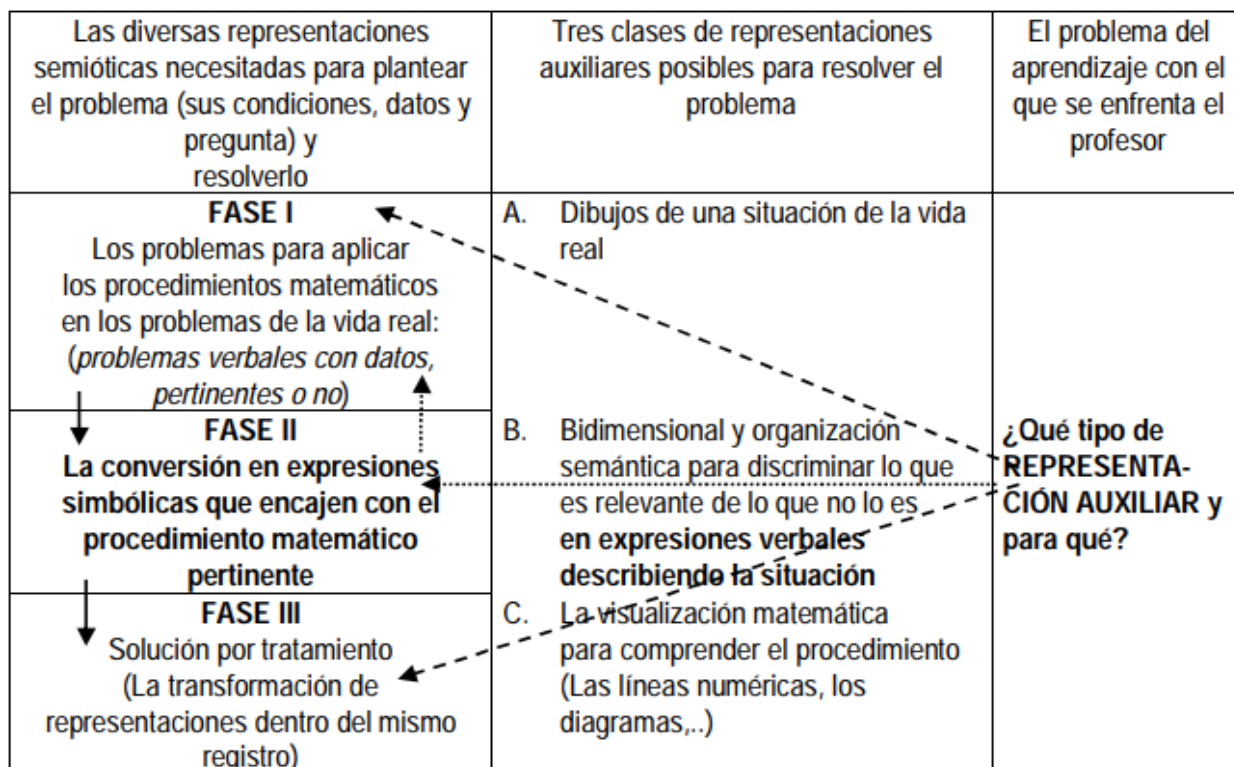 Las diversas representaciones
semióticas necesitadas para plantear
el problema (sus condiciones, datos y
pregunta) y
resolverlo
Tres clases de representaciones
auxiliares posibles para resolver el
problema
El problema del
aprendizaje con el
que se enfrenta el
profesor
FASE I
Los problemas para aplicar
los procedimientos matemáticos
en los problemas de la vida real:
(problemas verbales con datos,
pertinentes o no)
A. Dibujos de una situación de la vida
real
FASE II
La conversión en expresiones
simbólicas que encajen con el
procedimiento matemático
pertinente
B. Bidimensional y organización
semántica para discriminar lo que
es relevante de lo que no lo es
en expresiones verbales
describiendo la situación
¿Qué tipo de
REPRESENTA-
CIÓN AUXILIAR y
para qué?
FASE III
Solución por tratamiento
(La transformación de
representaciones dentro del mismo
registro)
C. La visualización matemática
para comprender el procedimiento
(Las líneas numéricas, los
diagramas,..)